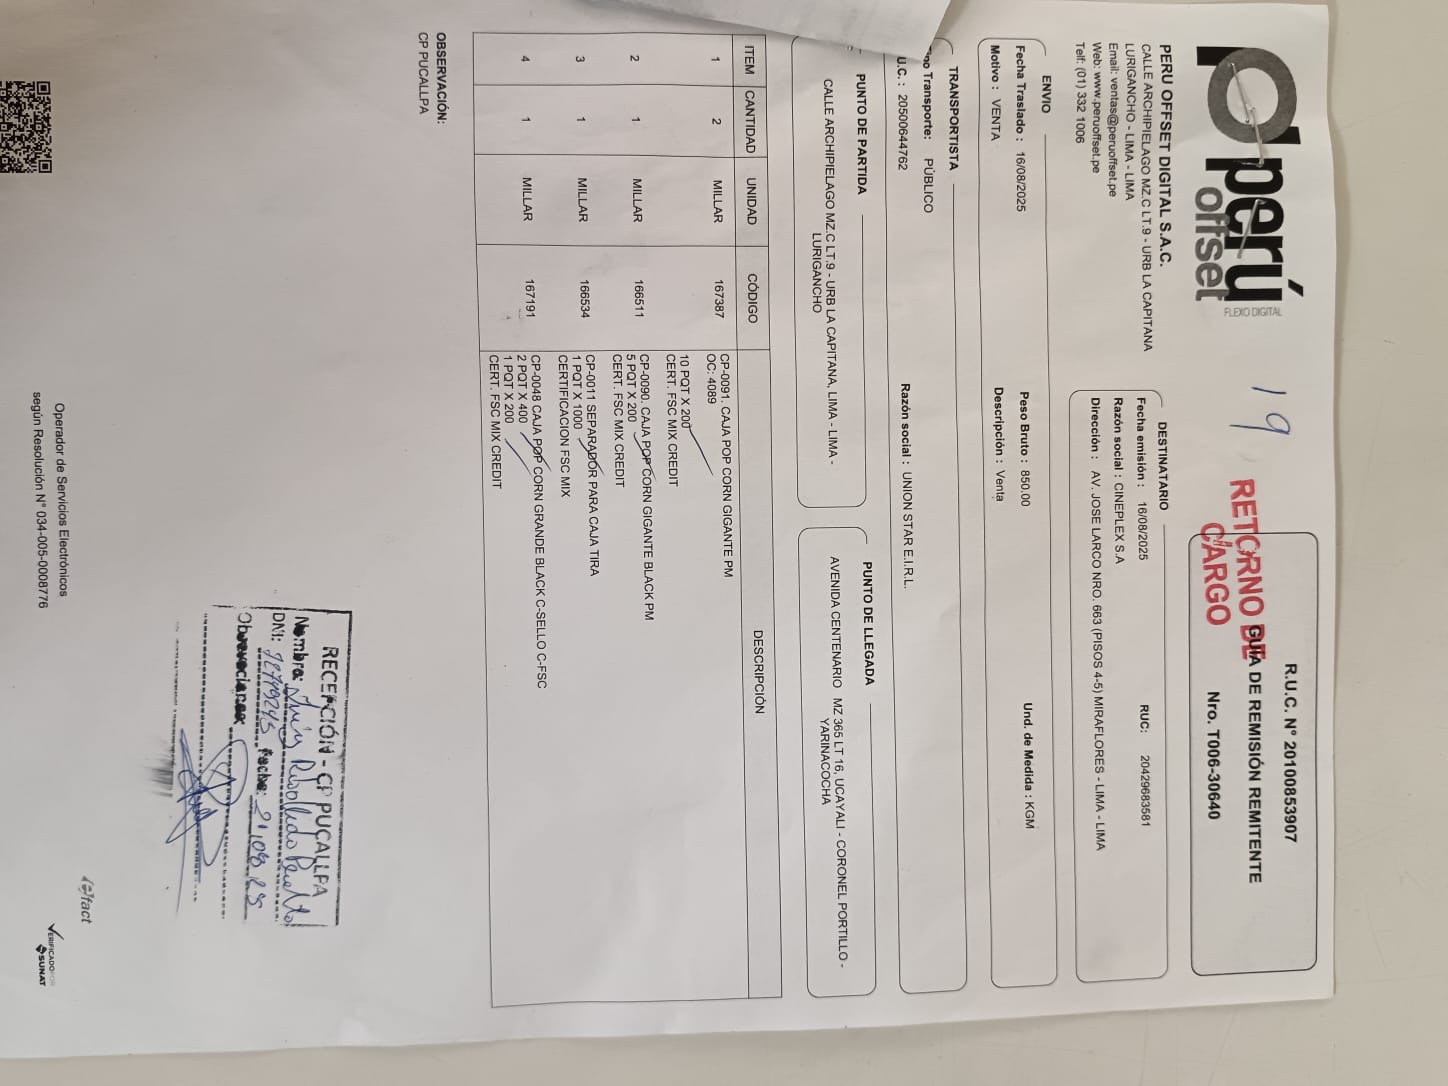 perú
offset
FLEXO DIGITAL
19
RETORNO DE
CARGO
R.U.C. N° 20100853907
GUÍA DE REMISIÓN REMITENTE
Nro. T006-30640
PERU OFFSET DIGITAL S.A.C.
CALLE ARCHIPIELAGO MZ.C LT.9 - URB LA CAPITANA
LURIGANCHO - LIMA - LIMA
Email: ventas@peruoffset.pe
Web: www.peruoffset.pe
Telf: (01) 332 1006
DESTINATARIO
Fecha emisión : 16/08/2025 RUC: 20429683581
Razón social : CINEPLEX S.A
Dirección : AV. JOSE LARCO NRO. 663 (PISOS 4-5) MIRAFLORES - LIMA - LIMA
ENVIO
Fecha Traslado : 16/08/2025 Peso Bruto : 850.00 Und. de Medida : KGM
Motivo : VENTA Descripción : Venta
TRANSPORTISTA
Transporte: PÚBLICO
U.C. : 20500644762 Razón social : UNION STAR E.I.R.L.
PUNTO DE PARTIDA
CALLE ARCHIPIELAGO MZ.C LT.9 - URB LA CAPITANA, LIMA - LIMA -
LURIGANCHO
PUNTO DE LLEGADA
AVENIDA CENTENARIO MZ 365 LT 16, UCAYALI - CORONEL PORTILLO -
YARINACOCHA
ITEM CANTIDAD UNIDAD CÓDIGO DESCRIPCIÓN
1 2 MILLAR 167387 CP-0091. CAJA POP CORN GIGANTE PM
OC: 4089
10 PQT X 200
CERT. FSC MIX CREDIT
2 1 MILLAR 166511 CP-0090. CAJA POP CORN GIGANTE BLACK PM
5 PQT X 200
CERT. FSC MIX CREDIT
3 1 MILLAR 166534 CP-0011 SEPARADOR PARA CAJA TIRA
1 PQT X 1000
CERTIFICACION FSC MIX
4 1 MILLAR 167191 CP-0048 CAJA POP CORN GRANDE BLACK C-SELLO C-FSC
2 PQT X 400
1 PQT X 200
CERT. FSC MIX CREDIT
OBSERVACIÓN:
CP PUCALLPA
RECEPCIÓN - CP PUCALLPA
Nombre:
DNI: Fecha: 21.08.25
Observaciones:
Operador de Servicios Electrónicos
según Resolución N° 034-005-0008776
efact
VERIFICADO POR
SUNAT